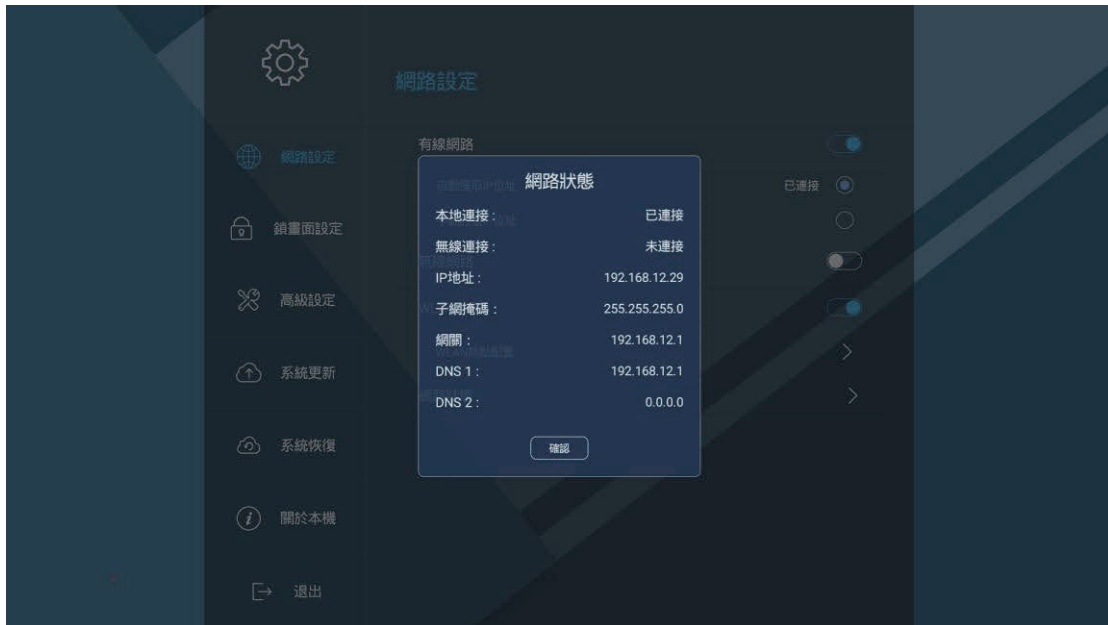 網路設定
網路設定
鎖畫面設定
高級設定
系統更新
系統恢復
關於本機
退出
有線網路
已連接
網路狀態
本地連接: 已連接
無線連接: 未連接
IP地址: 192.168.12.29
子網掩碼: 255.255.255.0
網關: 192.168.12.1
DNS 1: 192.168.12.1
DNS 2: 0.0.0.0
確認